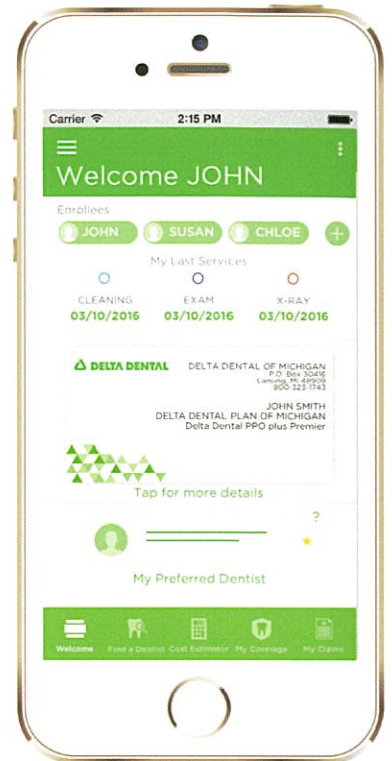 Carrier 2:15 PM
Welcome JOHN
Enrollees
JOHN SUSAN CHLOE +
My Last Services
CLEANING EXAM X-RAY
03/10/2016 03/10/2016 03/10/2016
DELTA DENTAL DELTA DENTAL OF MICHIGAN
P.O. Box 30416
Lansing, MI 48909
800-323-1743
JOHN SMITH
DELTA DENTAL PLAN OF MICHIGAN
Delta Dental PPO plus Premier
Tap for more details
?
My Preferred Dentist
Welcome Find a Dentist Cost Estimator My Coverage My Claims